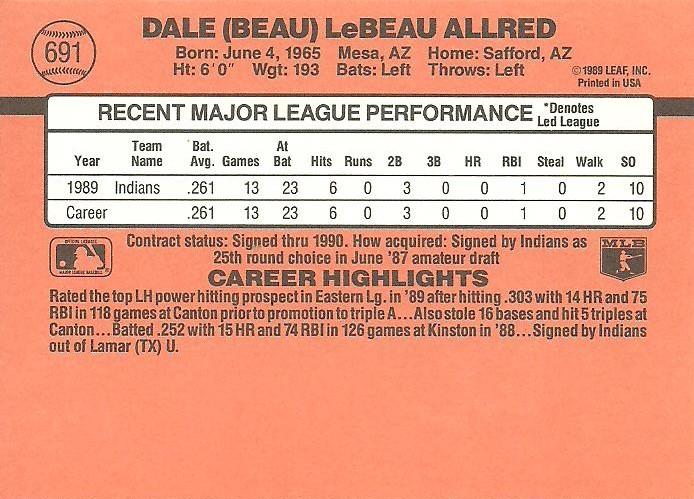 691
DALE (BEAU) LeBEAU ALLRED
Born: June 4, 1965 Mesa, AZ Home: Safford, AZ
Ht: 6'0" Wgt: 193 Bats: Left Throws: Left
©1989 LEAF, INC.
Printed in USA
RECENT MAJOR LEAGUE PERFORMANCE *Denotes Led League
Year Team Name Bat. Avg. Games At Bat Hits Runs 2B 3B HR RBI Steal Walk SO
1989 Indians .261 13 23 6 0 3 0 0 1 0 2 10
Career .261 13 23 6 0 3 0 0 1 0 2 10
OFFICIAL LICENSEE
MAJOR LEAGUE BASEBALL
Contract status: Signed thru 1990. How acquired: Signed by Indians as
25th round choice in June '87 amateur draft
MLB
CAREER HIGHLIGHTS
Rated the top LH power hitting prospect in Eastern Lg. in '89 after hitting .303 with 14 HR and 75
RBI in 118 games at Canton prior to promotion to triple A...Also stole 16 bases and hit 5 triples at
Canton...Batted .252 with 15 HR and 74 RBI in 126 games at Kinston in '88...Signed by Indians
out of Lamar (TX) U.